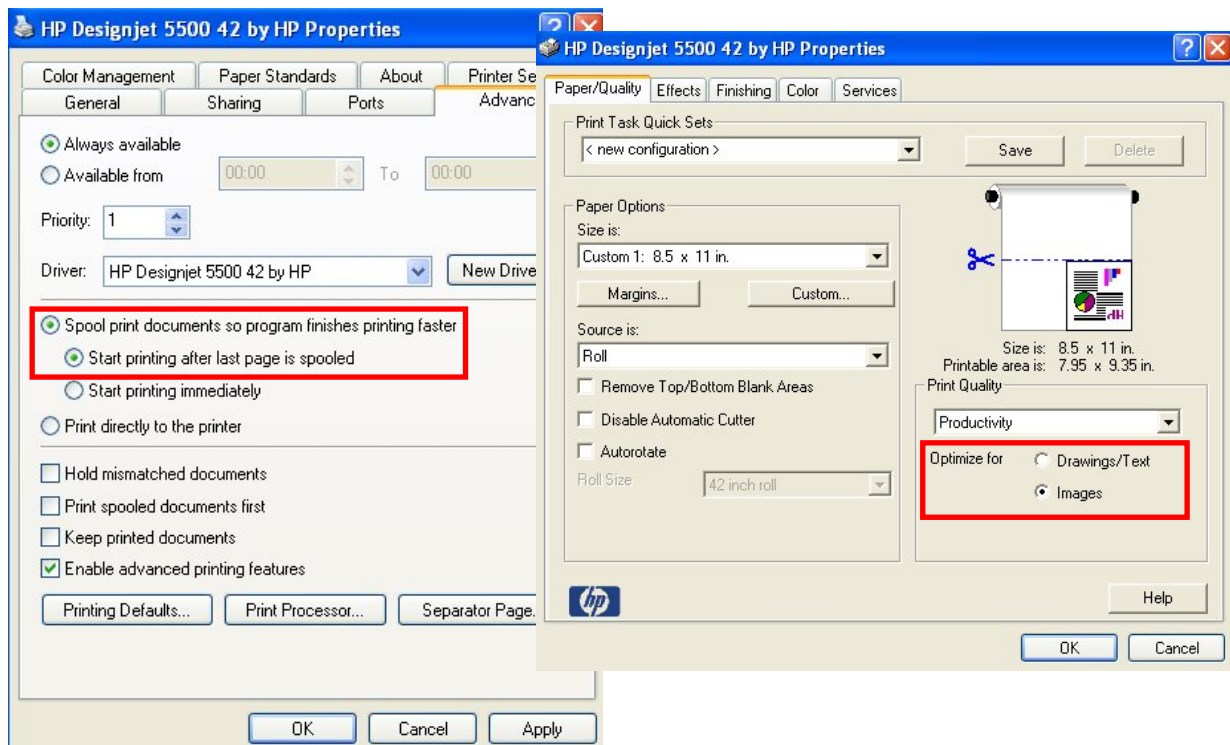 HP Designjet 5500 42 by HP Properties
Color Management Paper Standards About Printer Se
General Sharing Ports Advanc
Always available
Available from 00:00 To 00:00
Priority: 1
Driver: HP Designjet 5500 42 by HP New Drive
Spool print documents so program finishes printing faster
Start printing after last page is spooled
Start printing immediately
Print directly to the printer
Hold mismatched documents
Print spooled documents first
Keep printed documents
Enable advanced printing features
Printing Defaults... Print Processor... Separator Page.
OK Cancel Apply
HP Designjet 5500 42 by HP Properties
Paper/Quality Effects Finishing Color Services
Print Task Quick Sets
< new configuration > Save Delete
Paper Options
Size is:
Custom 1: 8.5 x 11 in.
Margins... Custom...
Source is:
Roll
Remove Top/Bottom Blank Areas
Disable Automatic Cutter
Autorotate
Roll Size 42 inch roll
HP
Size is: 8.5 x 11 in.
Printable area is: 7.95 x 9.35 in.
Print Quality
Productivity
Optimize for Drawings/Text
Images
hp
Help
OK Cancel